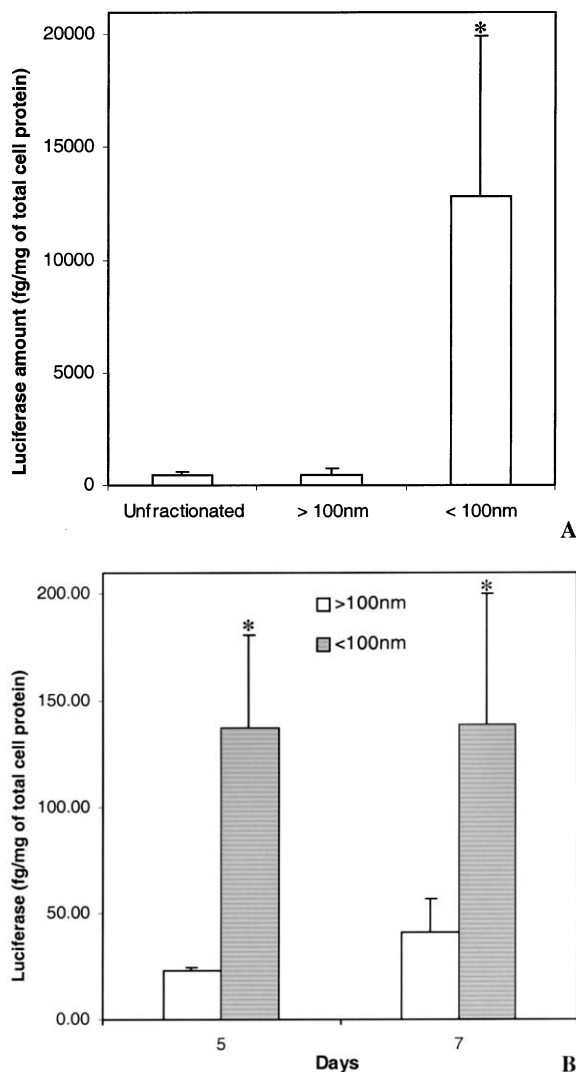 Luciferase amount (fg/mg of total cell protein)
20000
15000
10000
5000
0
*
Unfractionated
> 100nm
< 100nm
A
Luciferase (fg/mg of total cell protein)
200.00
150.00
100.00
50.00
0.00
>100nm
<100nm
*
*
5
7
Days
B